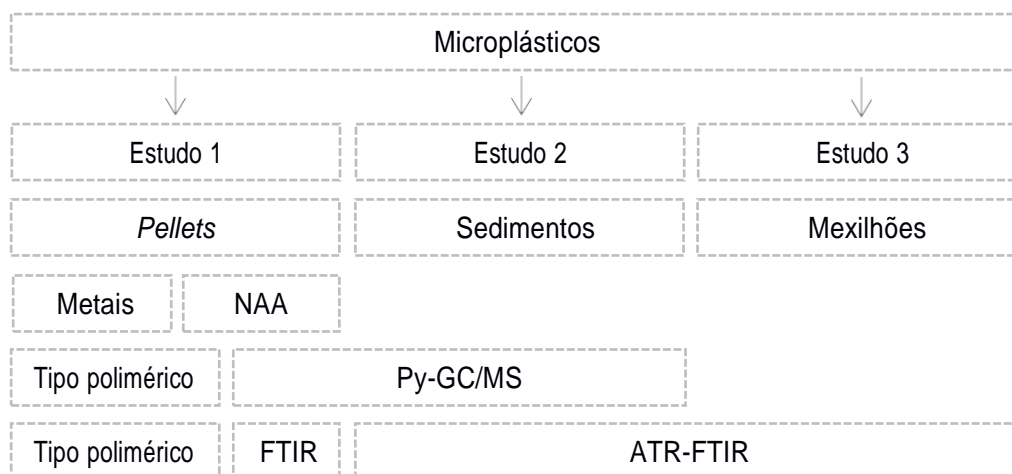 Microplásticos
Estudo 1 Estudo 2 Estudo 3
Pellets Sedimentos Mexilhões
Metais NAA
Tipo polimérico Py-GC/MS
Tipo polimérico FTIR ATR-FTIR